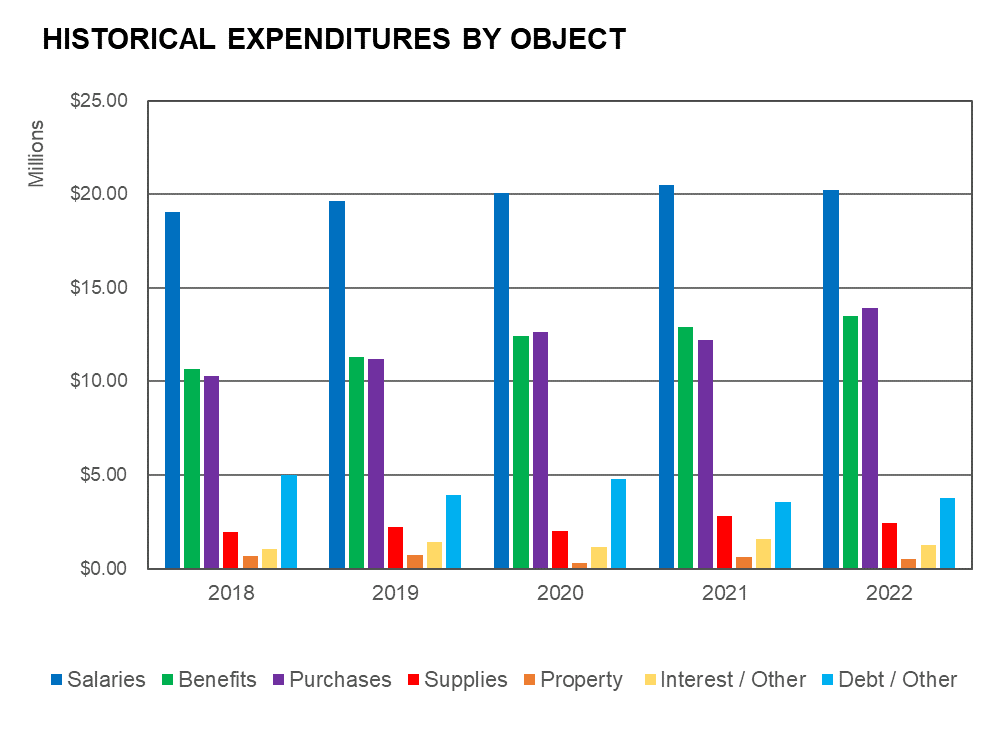 HISTORICAL EXPENDITURES BY OBJECT
Millions
$25.00
$20.00
$15.00
$10.00
$5.00
$0.00
2018 2019 2020 2021 2022
Salaries Benefits Purchases Supplies Property Interest / Other Debt / Other